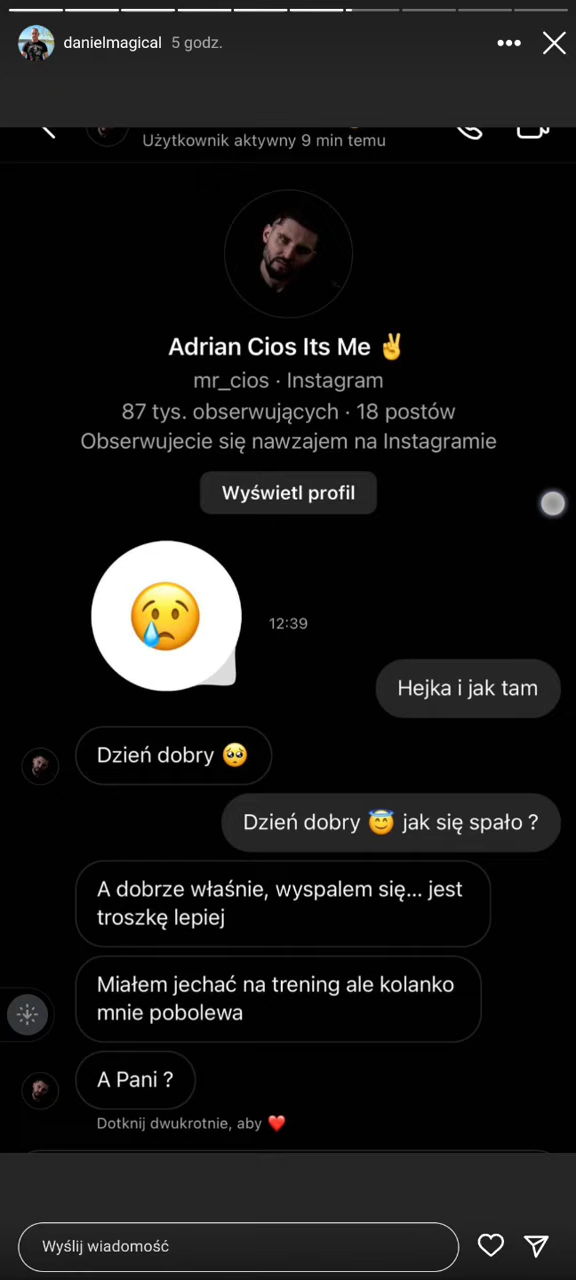 danielmagical 5 godz.
Użytkownik aktywny 9 min temu
Adrian Cios Its Me ✌️
mr_cios · Instagram
87 tys. obserwujących · 18 postów
Obserwujecie się nawzajem na Instagramie
Wyświetl profil
😢
12:39
Hejka i jak tam
Dzień dobry 🥺
Dzień dobry 😇 jak się spało ?
A dobrze właśnie, wyspalem się... jest
troszkę lepiej
Miałem jechać na trening ale kolanko
mnie pobolewa
A Pani ?
Dotknij dwukrotnie, aby ❤️
Wyślij wiadomość